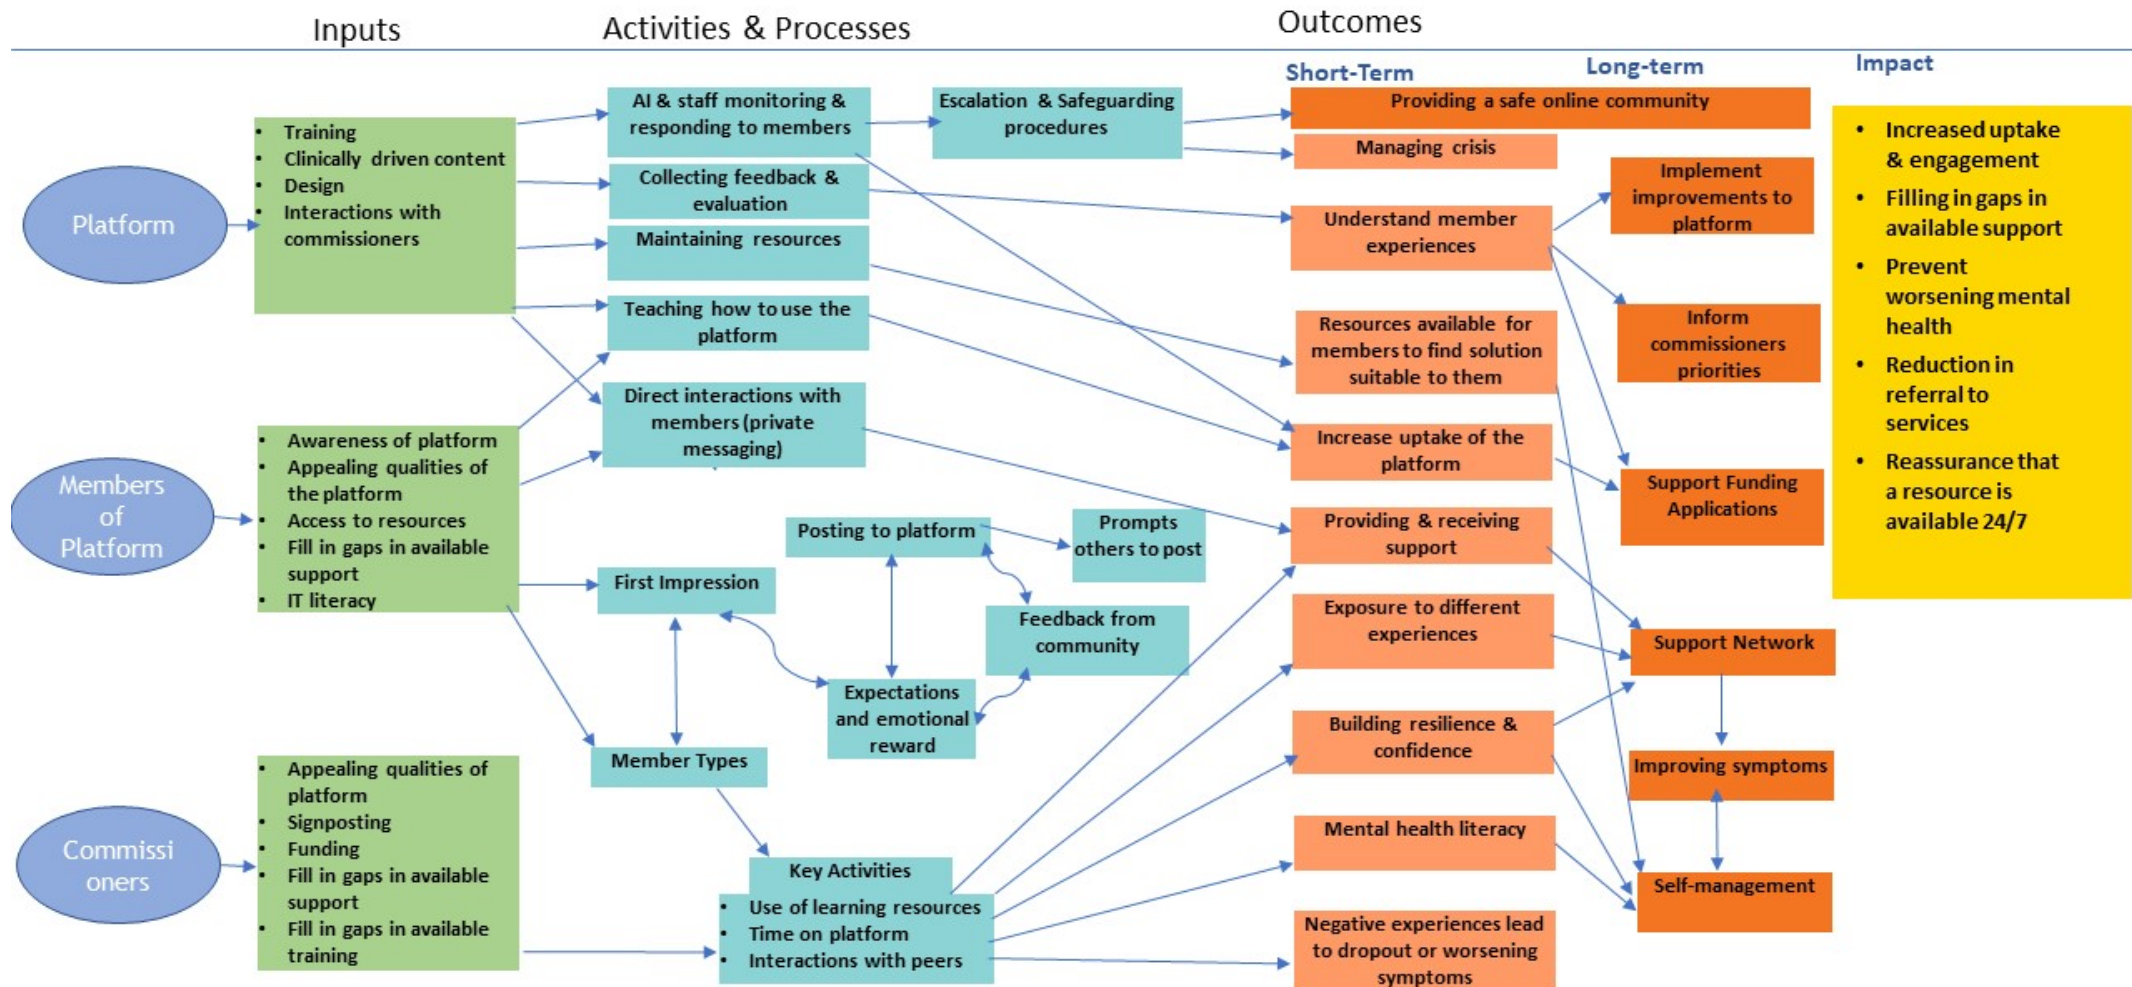 Inputs
Activities & Processes
Outcomes
Short-Term
Long-term
Impact
Platform
• Training
• Clinically driven content
• Design
• Interactions with
commissioners
AI & staff monitoring &
responding to members
Escalation & Safeguarding
procedures
Collecting feedback &
evaluation
Maintaining resources
Teaching how to use the
platform
Direct interactions with
members (private
messaging)
Providing a safe online community
Managing crisis
Understand member
experiences
Implement
improvements to
platform
Inform
commissioners
priorities
Resources available for
members to find solution
suitable to them
Increase uptake of the
platform
Support Funding
Applications
• Increased uptake
& engagement
• Filling in gaps in
available support
• Prevent
worsening mental
health
• Reduction in
referral to
services
• Reassurance that
a resource is
available 24/7
Members
of
Platform
• Awareness of platform
• Appealing qualities of
the platform
• Access to resources
• Fill in gaps in available
support
• IT literacy
First Impression
Posting to platform
Prompts
others to post
Feedback from
community
Expectations
and emotional
reward
Member Types
Providing & receiving
support
Exposure to different
experiences
Support Network
Building resilience &
confidence
Improving symptoms
Mental health literacy
Self-management
Commissi
oners
• Appealing qualities of
platform
• Signposting
• Funding
• Fill in gaps in available
support
• Fill in gaps in available
training
Key Activities
• Use of learning resources
• Time on platform
• Interactions with peers
Negative experiences lead
to dropout or worsening
symptoms